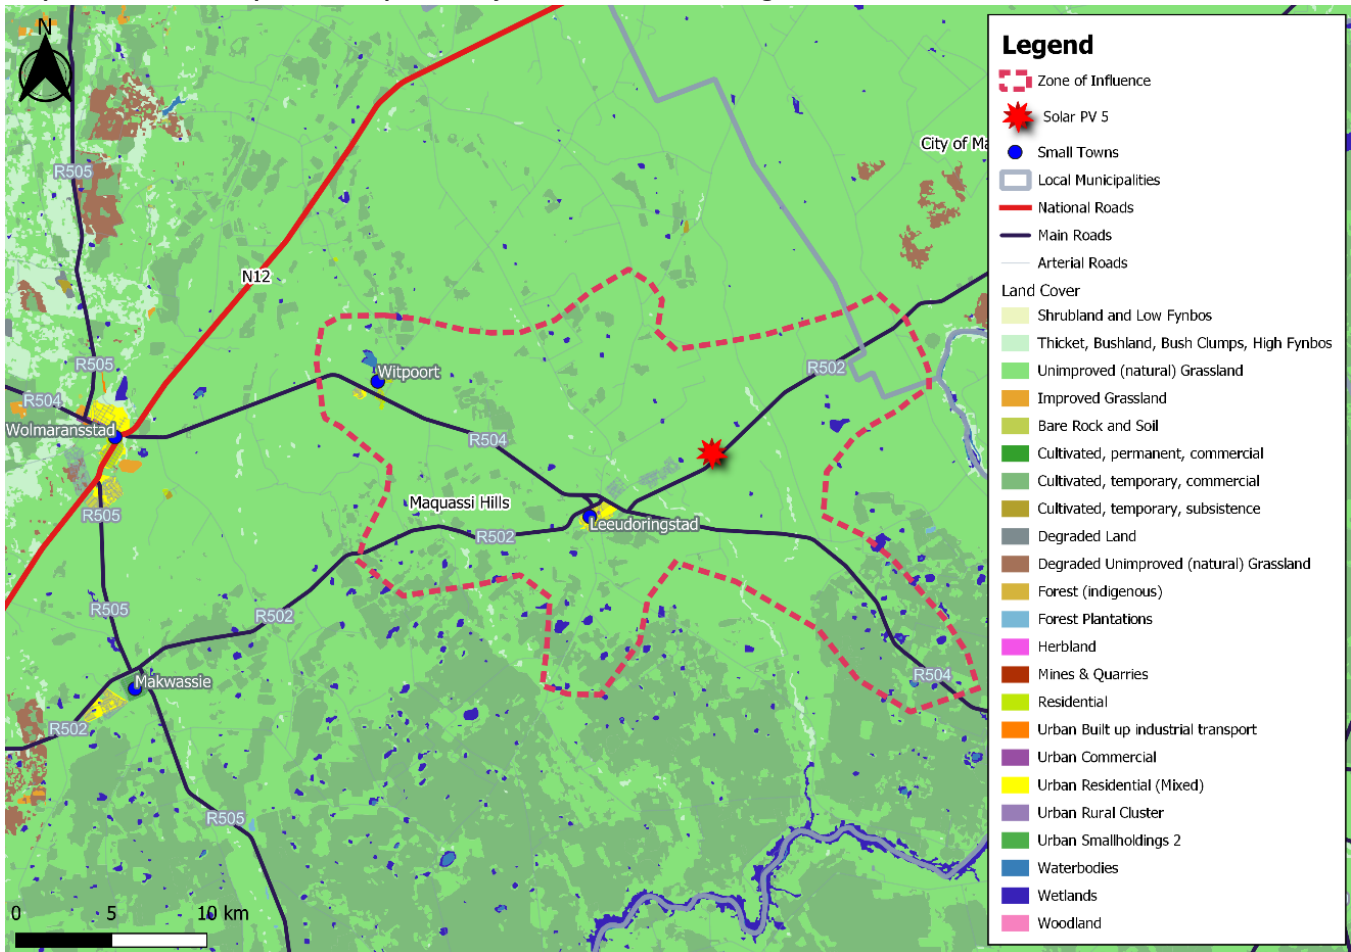 N
R505
City of Ma
N12
R505
R504
Wolmaransstad
R505
Witpoort
R504
R502
Maquassi Hills
R502
Leeudoringstad
R505
R502
Makwassie
R502
R504
R505
0 5 10 km
Legend
Zone of Influence
Solar PV 5
Small Towns
Local Municipalities
National Roads
Main Roads
Arterial Roads
Land Cover
Shrubland and Low Fynbos
Thicket, Bushland, Bush Clumps, High Fynbos
Unimproved (natural) Grassland
Improved Grassland
Bare Rock and Soil
Cultivated, permanent, commercial
Cultivated, temporary, commercial
Cultivated, temporary, subsistence
Degraded Land
Degraded Unimproved (natural) Grassland
Forest (indigenous)
Forest Plantations
Herbland
Mines & Quarries
Residential
Urban Built up industrial transport
Urban Commercial
Urban Residential (Mixed)
Urban Rural Cluster
Urban Smallholdings 2
Waterbodies
Wetlands
Woodland